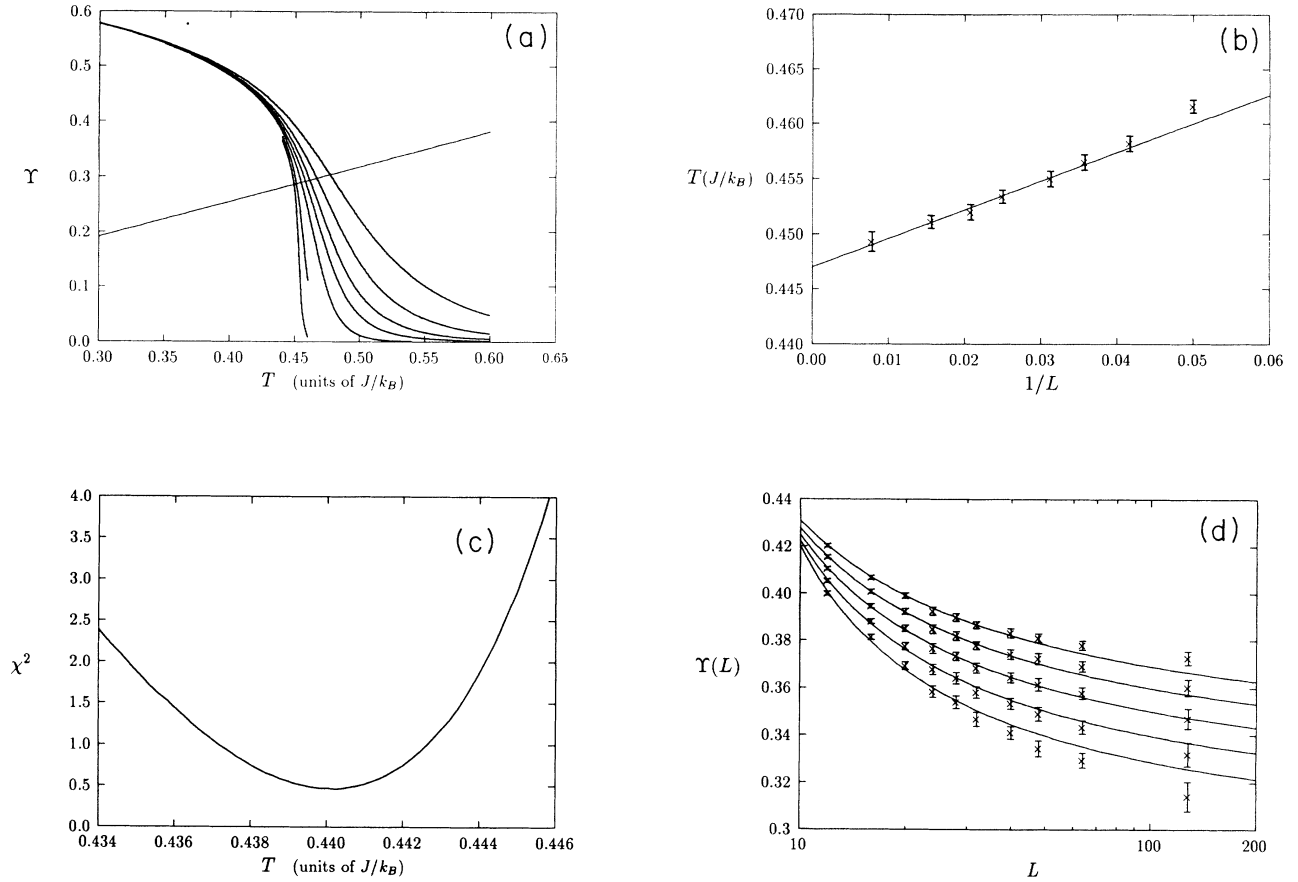 0.6
0.5
0.4
0.3
0.2
0.1
0.0
ϒ
(a)
0.30 0.35 0.40 0.45 0.50 0.55 0.60 0.65
T (units of J/k_B)
0.470
0.465
0.460
0.455
0.450
0.445
0.440
T(J/k_B)
(b)
0.00 0.01 0.02 0.03 0.04 0.05 0.06
1/L
4.0
3.5
3.0
2.5
2.0
1.5
1.0
0.5
0.0
χ²
(c)
0.434 0.436 0.438 0.440 0.442 0.444 0.446
T (units of J/k_B)
0.44
0.42
0.40
0.38
0.36
0.34
0.32
0.3
ϒ(L)
(d)
10 100 200
L